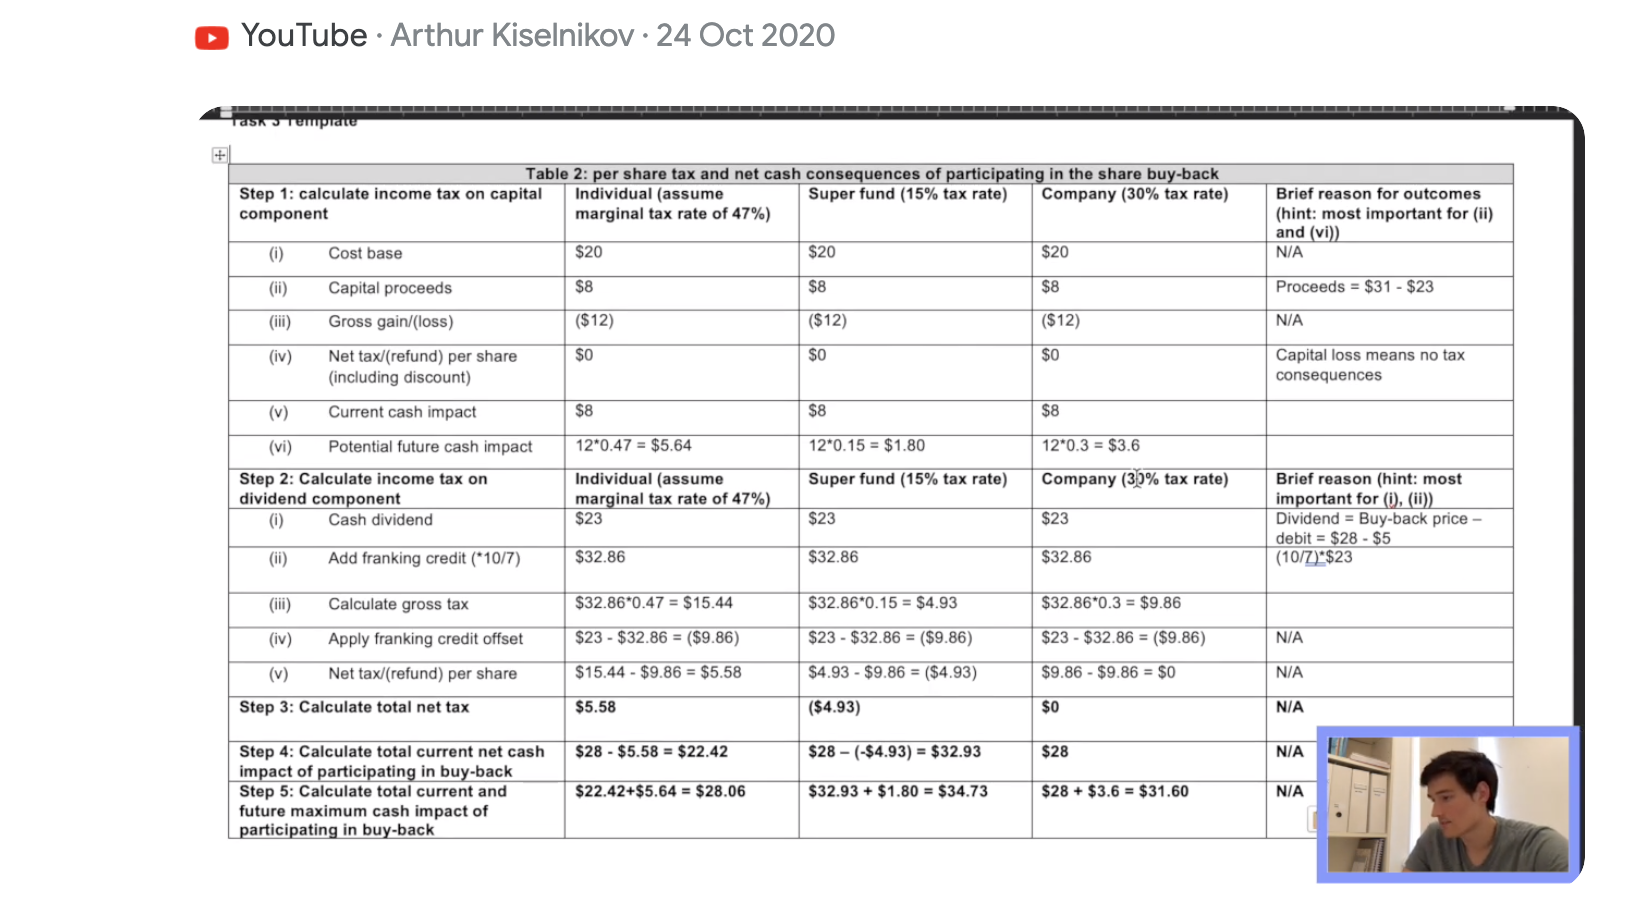 YouTube · Arthur Kiselnikov · 24 Oct 2020
Task 3 Template
Table 2: per share tax and net cash consequences of participating in the share buy-back
Step 1: calculate income tax on capital component | Individual (assume marginal tax rate of 47%) | Super fund (15% tax rate) | Company (30% tax rate) | Brief reason for outcomes (hint: most important for (ii) and (vi))
(i) Cost base | $20 | $20 | $20 | N/A
(ii) Capital proceeds | $8 | $8 | $8 | Proceeds = $31 - $23
(iii) Gross gain/(loss) | ($12) | ($12) | ($12) | N/A
(iv) Net tax/(refund) per share (including discount) | $0 | $0 | $0 | Capital loss means no tax consequences
(v) Current cash impact | $8 | $8 | $8
(vi) Potential future cash impact | 12*0.47 = $5.64 | 12*0.15 = $1.80 | 12*0.3 = $3.6
Step 2: Calculate income tax on dividend component | Individual (assume marginal tax rate of 47%) | Super fund (15% tax rate) | Company (30% tax rate) | Brief reason (hint: most important for (i), (ii))
(i) Cash dividend | $23 | $23 | $23 | Dividend = Buy-back price – debit = $28 - $5
(ii) Add franking credit (*10/7) | $32.86 | $32.86 | $32.86 | (10/7)*$23
(iii) Calculate gross tax | $32.86*0.47 = $15.44 | $32.86*0.15 = $4.93 | $32.86*0.3 = $9.86
(iv) Apply franking credit offset | $23 - $32.86 = ($9.86) | $23 - $32.86 = ($9.86) | $23 - $32.86 = ($9.86) | N/A
(v) Net tax/(refund) per share | $15.44 - $9.86 = $5.58 | $4.93 - $9.86 = ($4.93) | $9.86 - $9.86 = $0 | N/A
Step 3: Calculate total net tax | $5.58 | ($4.93) | $0 | N/A
Step 4: Calculate total current net cash impact of participating in buy-back | $28 - $5.58 = $22.42 | $28 – (-$4.93) = $32.93 | $28 | N/A
Step 5: Calculate total current and future maximum cash impact of participating in buy-back | $22.42+$5.64 = $28.06 | $32.93 + $1.80 = $34.73 | $28 + $3.6 = $31.60 | N/A